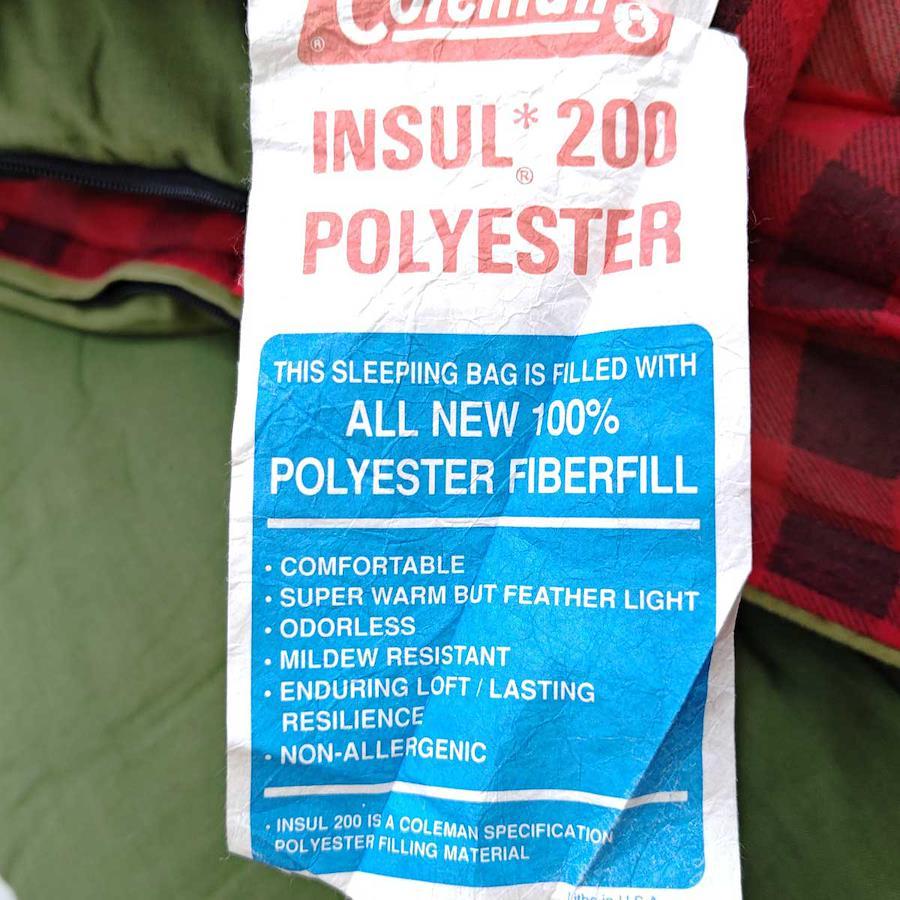 Coleman
®
INSUL* 200
®
POLYESTER
THIS SLEEPIING BAG IS FILLED WITH
ALL NEW 100%
POLYESTER FIBERFILL
• COMFORTABLE
• SUPER WARM BUT FEATHER LIGHT
• ODORLESS
• MILDEW RESISTANT
• ENDURING LOFT / LASTING
RESILIENCE
• NON-ALLERGENIC
• INSUL 200 IS A COLEMAN SPECIFICATION
POLYESTER FILLING MATERIAL
in U.S.A.